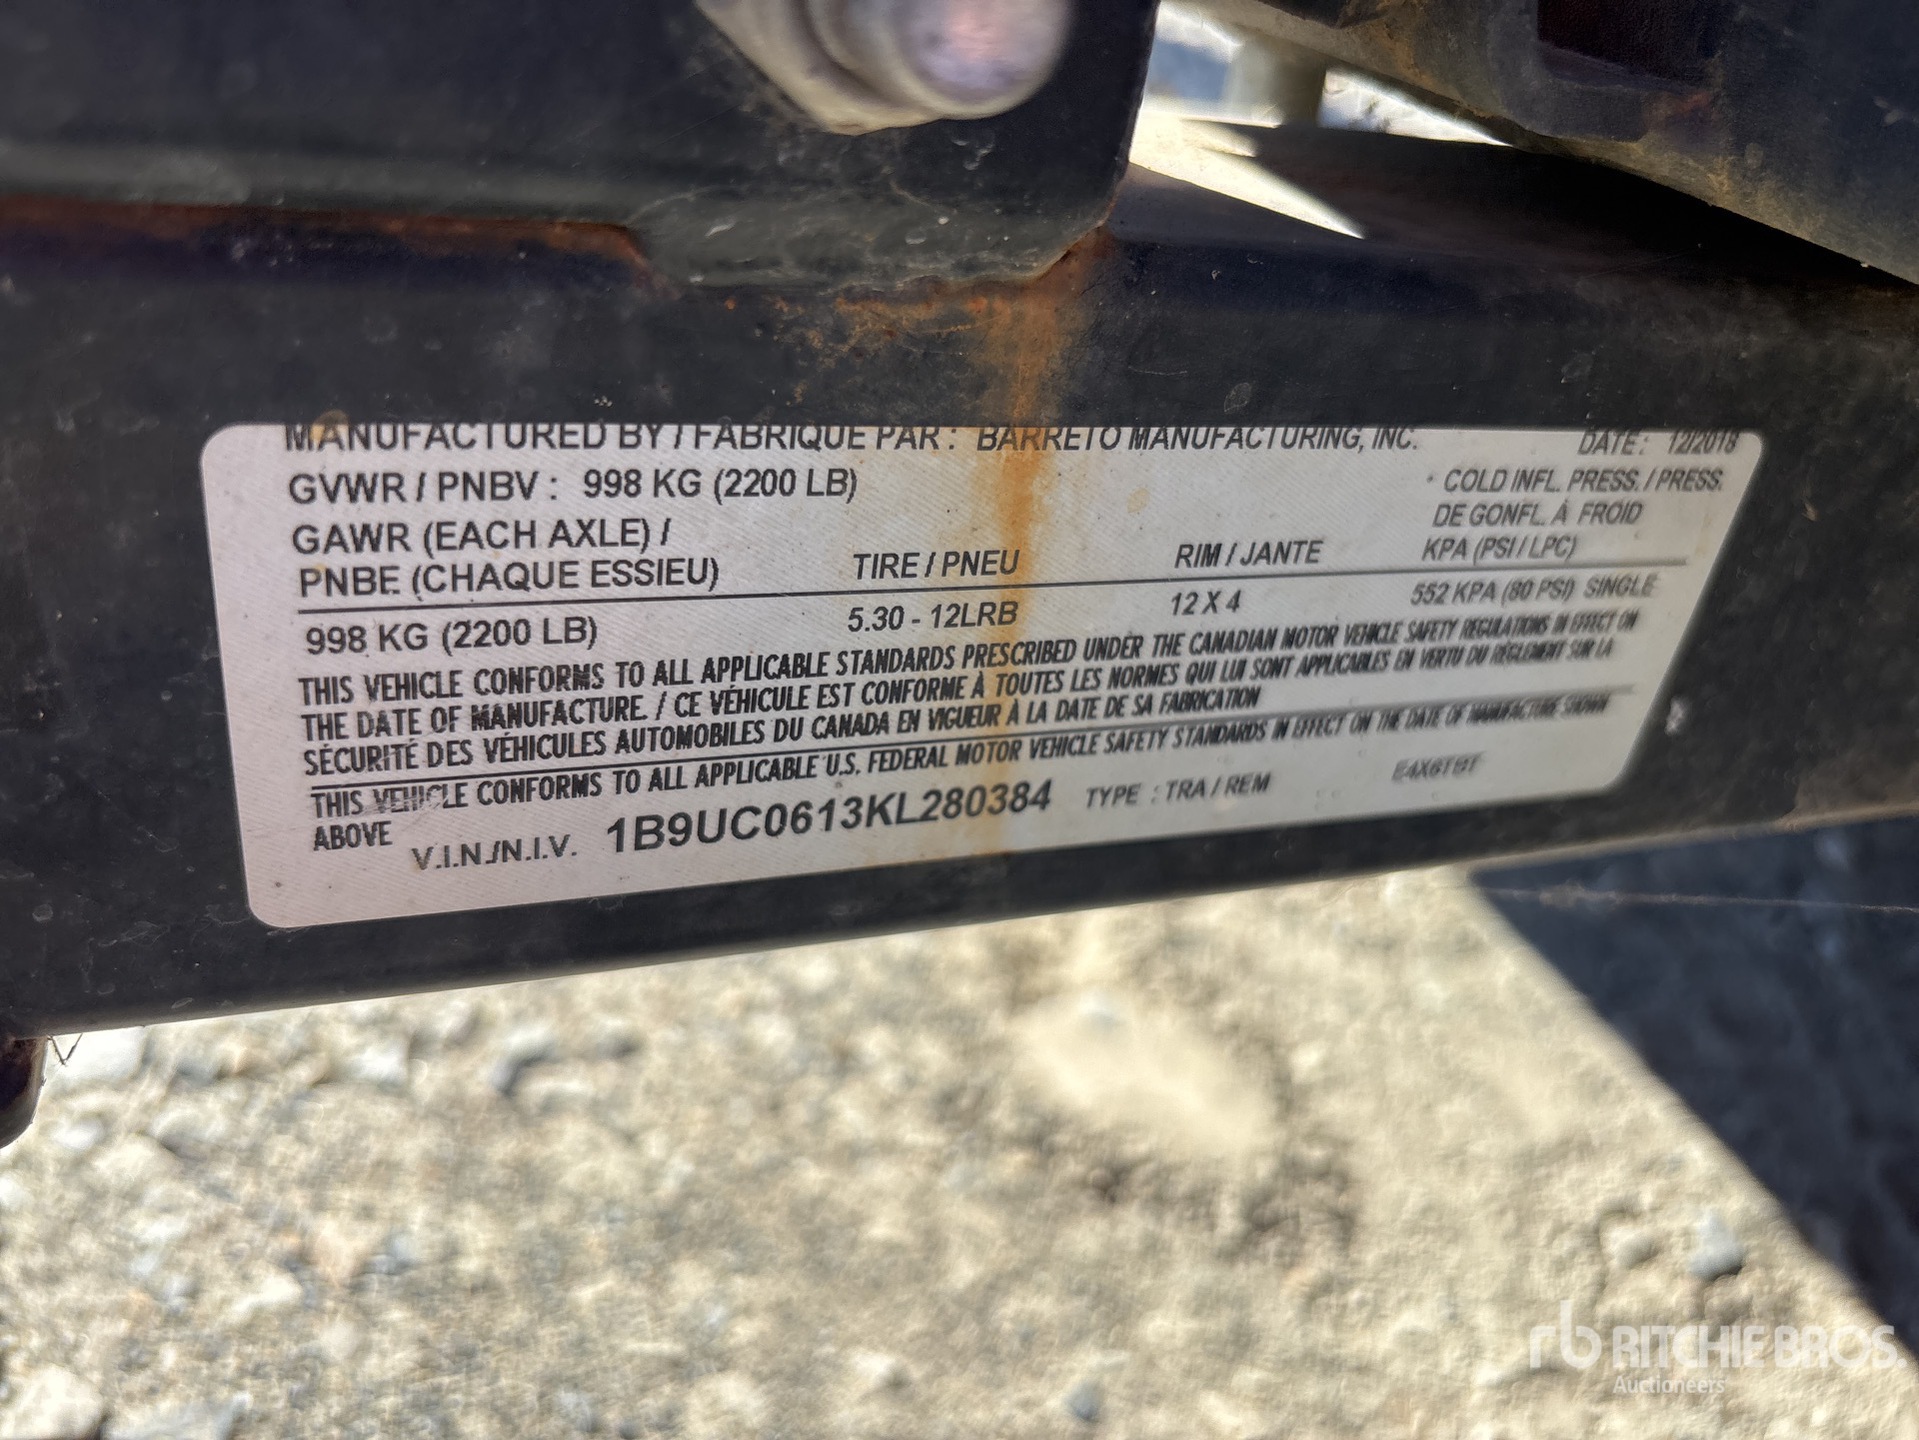 MANUFACTURED BY / FABRIQUE PAR : BARRETO MANUFACTURING, INC. DATE: 12/2018
GVWR / PNBV : 998 KG (2200 LB)
GAWR (EACH AXLE) /
PNBE (CHAQUE ESSIEU)
TIRE / PNEU
RIM / JANTE
* COLD INFL. PRESS. / PRESS.
DE GONFL. À FROID
KPA (PSI / LPC)
998 KG (2200 LB) 5.30 - 12LRB 12 X 4 552 KPA (80 PSI) SINGLE
THIS VEHICLE CONFORMS TO ALL APPLICABLE STANDARDS PRESCRIBED UNDER THE CANADIAN MOTOR VEHICLE SAFETY REGULATIONS IN EFFECT ON
THE DATE OF MANUFACTURE. / CE VÉHICULE EST CONFORME À TOUTES LES NORMES QUI LUI SONT APPLICABLES EN VERTU DU RÈGLEMENT SUR LA
SÉCURITÉ DES VÉHICULES AUTOMOBILES DU CANADA EN VIGUEUR À LA DATE DE SA FABRICATION
THIS VEHICLE CONFORMS TO ALL APPLICABLE U.S. FEDERAL MOTOR VEHICLE SAFETY STANDARDS IN EFFECT ON THE DATE OF MANUFACTURE SHOWN
ABOVE
V.I.N./N.I.V. 1B9UC0613KL280384 TYPE : TRA / REM
rb RITCHIE BROS.
Auctioneers